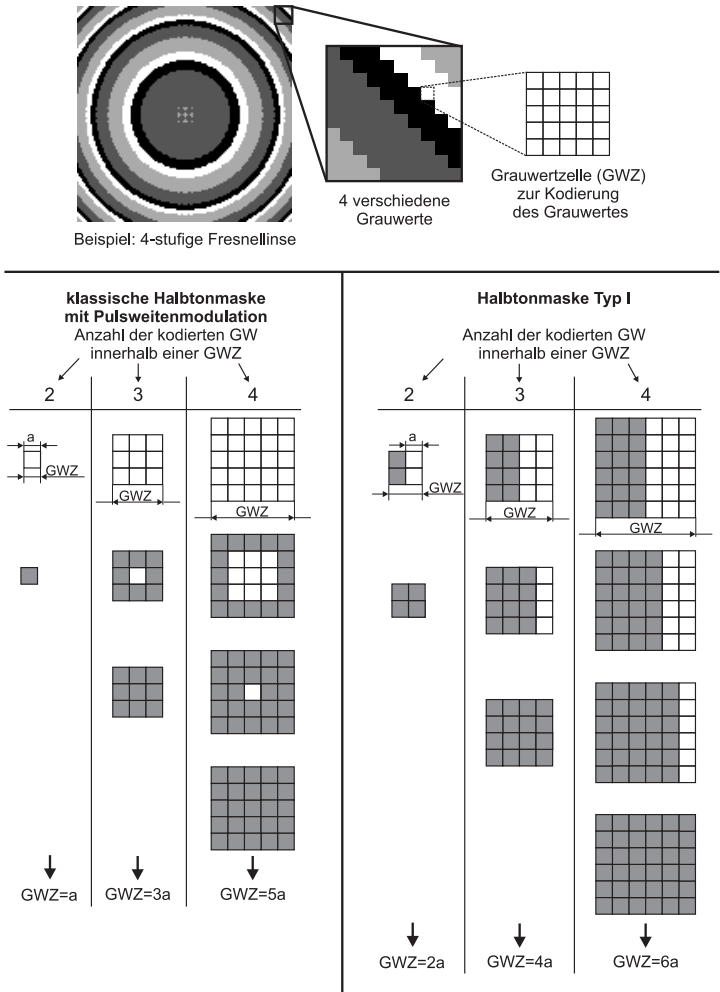 Beispiel: 4-stufige Fresnellinse
4 verschiedene
Grauwerte
Grauwertzelle (GWZ)
zur Kodierung
des Grauwertes
klassische Halbtonmaske
mit Pulsweitenmodulation
Anzahl der kodierten GW
innerhalb einer GWZ
2
3
4
a
GWZ
GWZ
GWZ
GWZ=a
GWZ=3a
GWZ=5a
Halbtonmaske Typ I
Anzahl der kodierten GW
innerhalb einer GWZ
2
3
4
a
GWZ
GWZ
GWZ
GWZ=2a
GWZ=4a
GWZ=6a